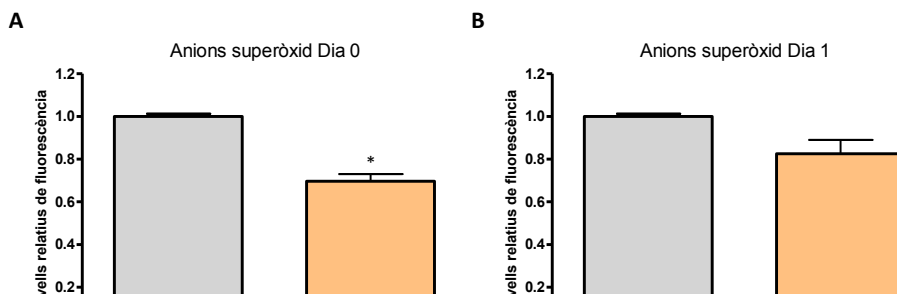 A
B
Anions superòxid Dia 0
Anions superòxid Dia 1
vells relatius de fluorescència
1.2
1.0
0.8
0.6
0.4
0.2
*
vells relatius de fluorescència
1.2
1.0
0.8
0.6
0.4
0.2